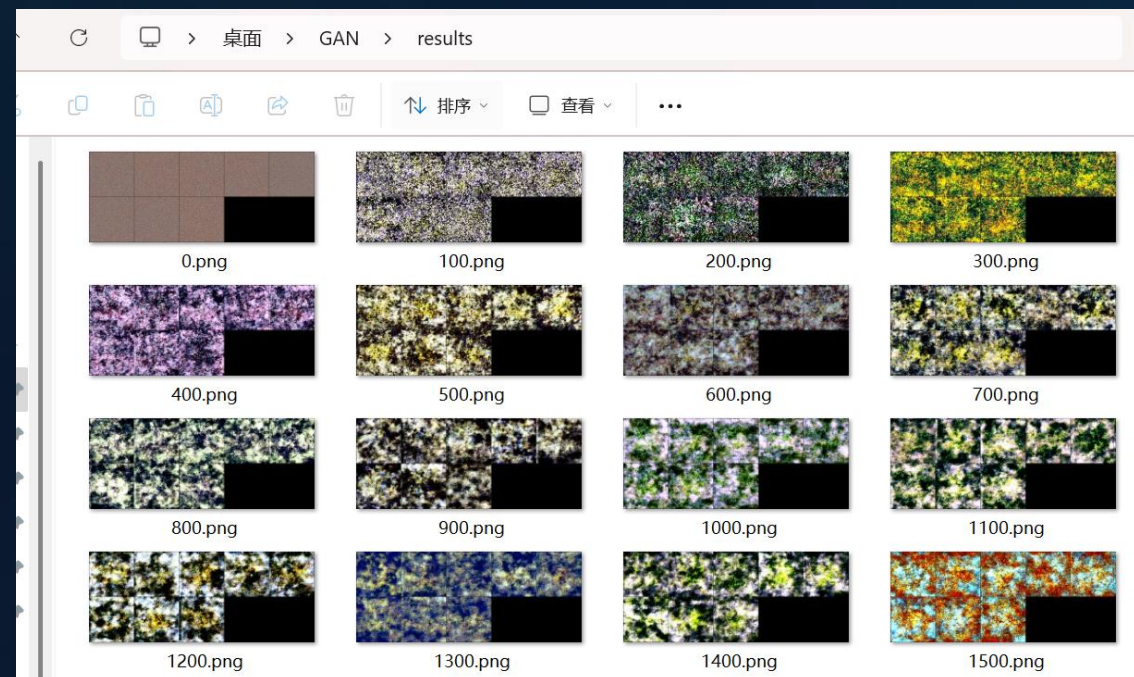 桌面 > GAN > results
排序 查看
0.png 100.png 200.png 300.png
400.png 500.png 600.png 700.png
800.png 900.png 1000.png 1100.png
1200.png 1300.png 1400.png 1500.png